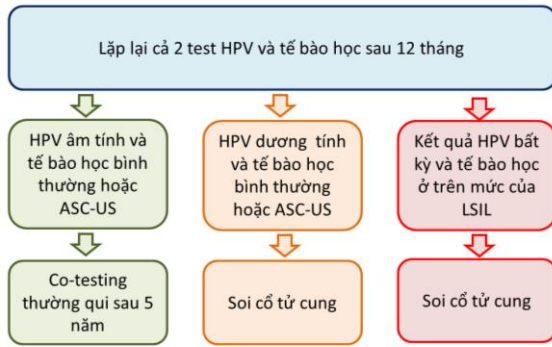 Lặp lại cả 2 test HPV và tế bào học sau 12 tháng
HPV âm tính và
tế bào học bình
thường hoặc
ASC-US
HPV dương tính
và tế bào học
bình thường
hoặc ASC-US
Kết quả HPV bất
kỳ và tế bào học
ở trên mức của
LSIL
Co-testing
thường qui sau 5
năm
Soi cổ tử cung
Soi cổ tử cung